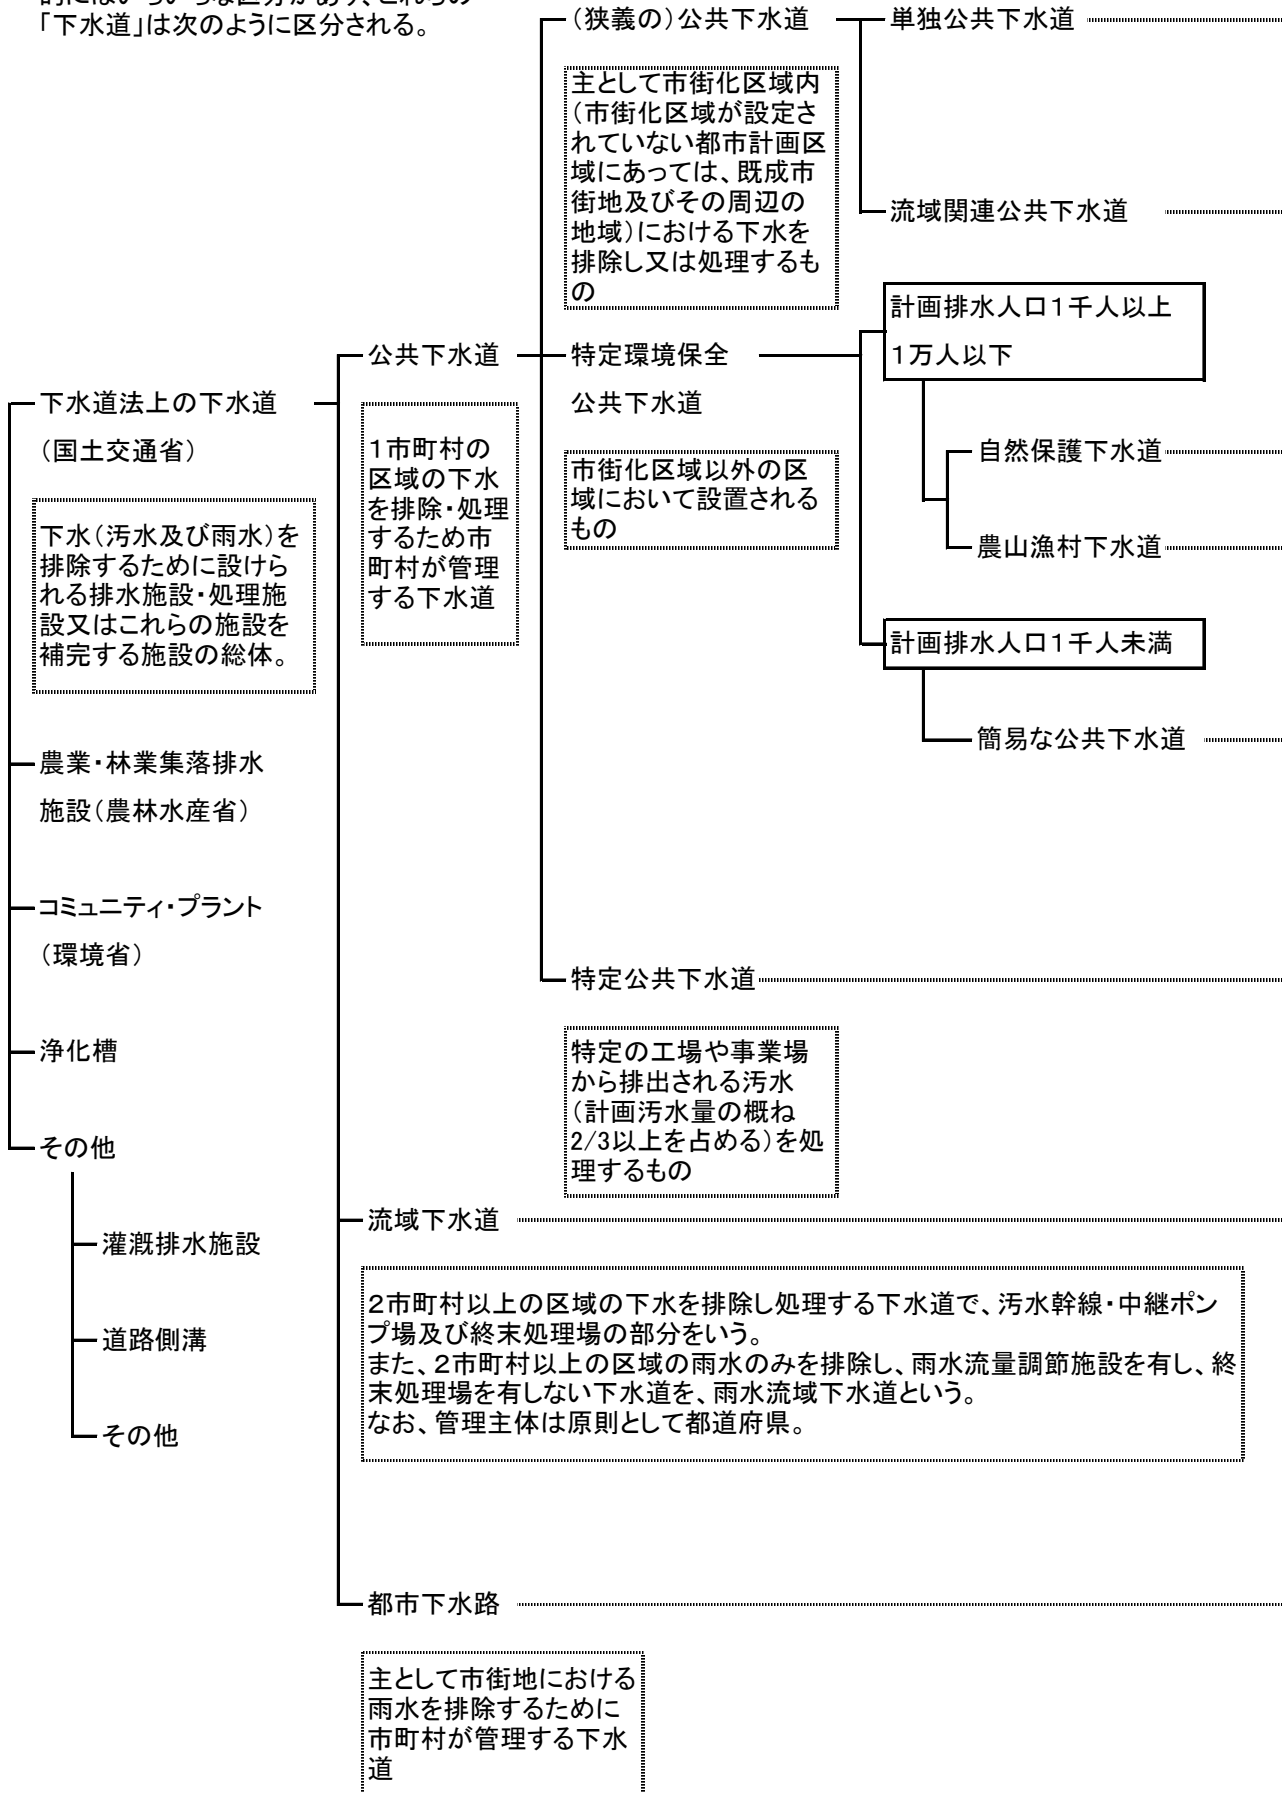 「下水道」は次のように区分される。
(狭義の)公共下水道
単独公共下水道
主として市街化区域内
(市街化区域が設定さ
れていない都市計画区
域にあっては、既成市
街地及びその周辺の
地域)における下水を
排除し又は処理するも
の
流域関連公共下水道
計画排水人口1千人以上
1万人以下
公共下水道
特定環境保全
公共下水道
下水道法上の下水道
(国土交通省)
1市町村の
区域の下水
を排除・処理
するため市
町村が管理
する下水道
市街化区域以外の区
域において設置される
もの
自然保護下水道
農山漁村下水道
下水(汚水及び雨水)を
排除するために設けら
れる排水施設・処理施
設又はこれらの施設を
補完する施設の総体。
計画排水人口1千人未満
簡易な公共下水道
農業・林業集落排水
施設(農林水産省)
コミュニティ・プラント
(環境省)
特定公共下水道
特定の工場や事業場
から排出される汚水
(計画汚水量の概ね
2/3以上を占める)を処
理するもの
浄化槽
その他
灌漑排水施設
道路側溝
その他
流域下水道
2市町村以上の区域の下水を排除し処理する下水道で、汚水幹線・中継ポン
プ場及び終末処理場の部分をいう。
また、2市町村以上の区域の雨水のみを排除し、雨水流量調節施設を有し、終
末処理場を有しない下水道を、雨水流域下水道という。
なお、管理主体は原則として都道府県。
都市下水路
主として市街地における
雨水を排除するために
市町村が管理する下水
道